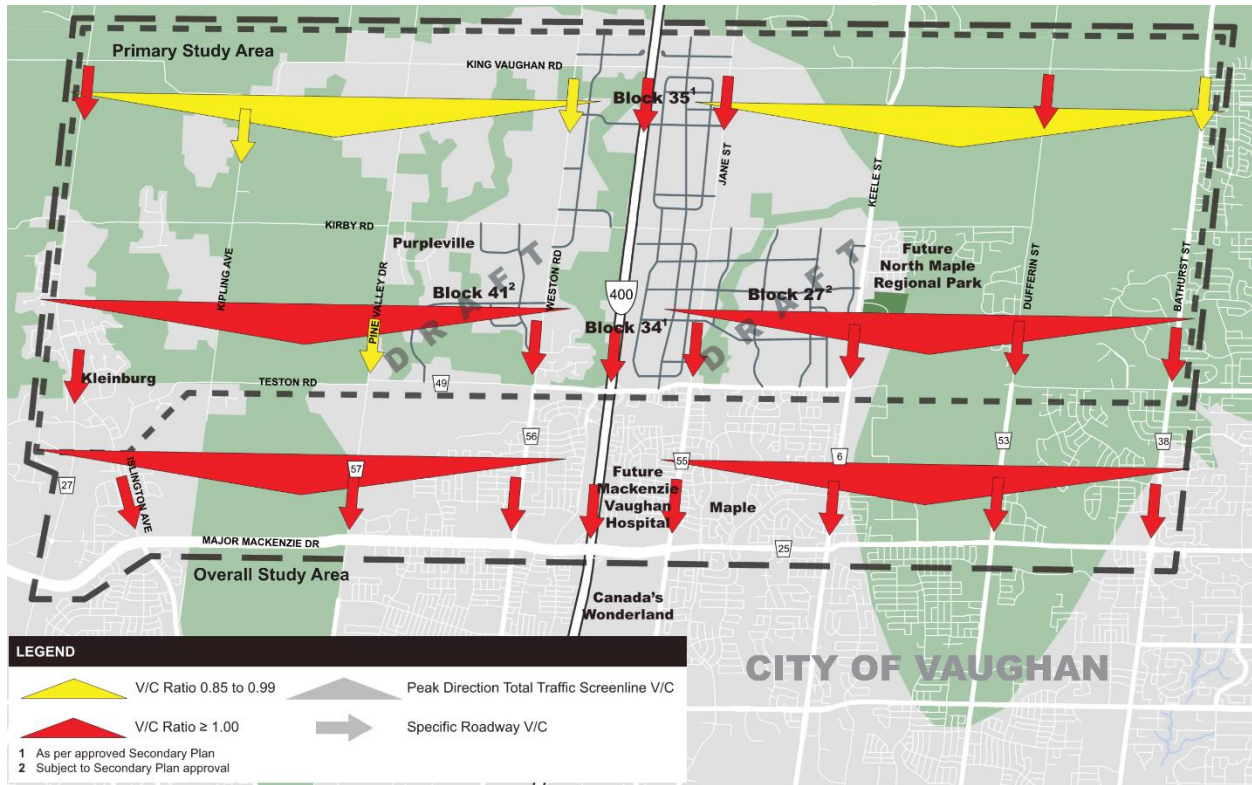 Primary Study Area
KING VAUGHAN RD
Block 35¹
JANE ST
KEELE ST
KIRBY RD
Purpleville
Future
North Maple
Regional Park
DUFFERIN ST
BATHURST ST
KIPLING AVE
PINE VALLEY DR
WESTON RD
DRAFT
DRAFT
Block 41²
400
Block 27²
Block 34¹
Kleinburg
TESTON RD
49
56
57
55
6
53
38
27
ISLINGTON AVE
Future
Mackenzie
Vaughan
Hospital
Maple
MAJOR MACKENZIE DR
25
Overall Study Area
Canada's
Wonderland
CITY OF VAUGHAN
LEGEND
V/C Ratio 0.85 to 0.99
Peak Direction Total Traffic Screenline V/C
V/C Ratio ≥ 1.00
Specific Roadway V/C
1 As per approved Secondary Plan
2 Subject to Secondary Plan approval